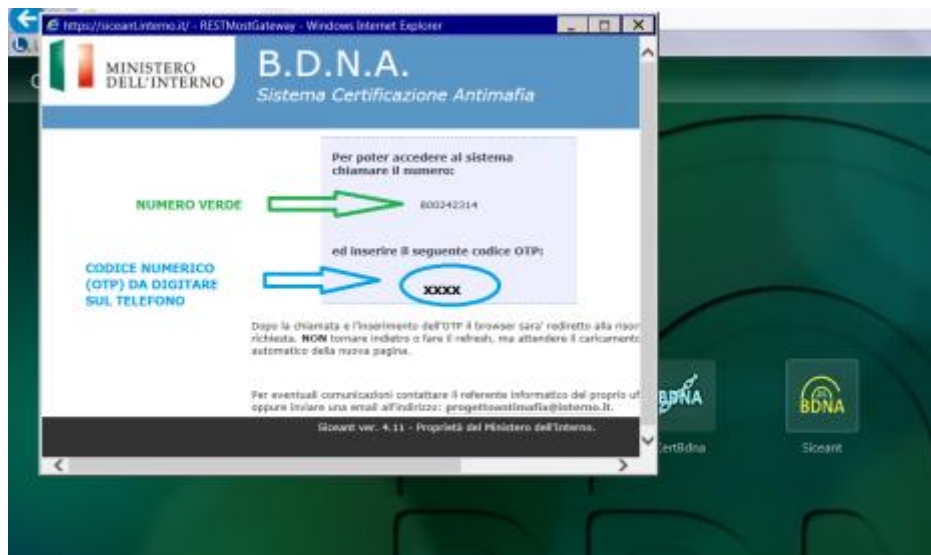 https://siceant.interno.it/ - RESTMostGateway - Windows Internet Explorer
MINISTERO
DELL'INTERNO
B.D.N.A.
Sistema Certificazione Antimafia
Per poter accedere al sistema
chiamare il numero:
NUMERO VERDE
800242314
ed inserire il seguente codice OTP:
CODICE NUMERICO
(OTP) DA DIGITARE
SUL TELEFONO
XXXX
Dopo la chiamata e l'inserimento dell'OTP il browser sara' rediretto alla risor
richiesta. NON tornare indietro o fare il refresh, ma attendere il caricamento
automatico della nuova pagina.
Per eventuali comunicazioni contattare il referente informatico del proprio uf
oppure inviare una email all'indirizzo: progettoantimafia@interno.it.
Siceant ver. 4.11 - Proprietà del Ministero dell'Interno.
BDNA
BDNA
CertBdna
Siceant